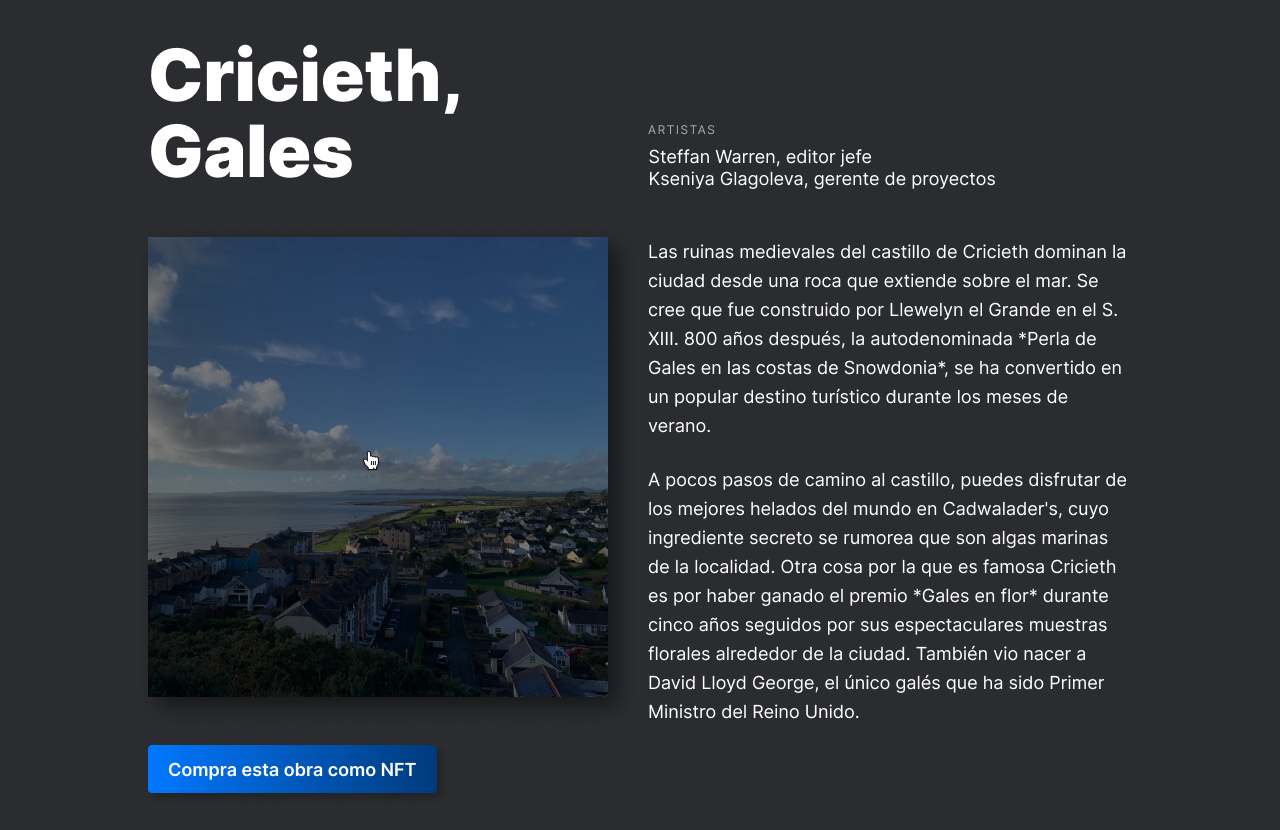 Cricieth,
Gales
ARTISTAS
Steffan Warren, editor jefe
Kseniya Glagoleva, gerente de proyectos
Las ruinas medievales del castillo de Cricieth dominan la
ciudad desde una roca que extiende sobre el mar. Se
cree que fue construido por Llewelyn el Grande en el S.
XIII. 800 años después, la autodenominada *Perla de
Gales en las costas de Snowdonia*, se ha convertido en
un popular destino turístico durante los meses de
verano.
A pocos pasos de camino al castillo, puedes disfrutar de
los mejores helados del mundo en Cadwalader's, cuyo
ingrediente secreto se rumorea que son algas marinas
de la localidad. Otra cosa por la que es famosa Cricieth
es por haber ganado el premio *Gales en flor* durante
cinco años seguidos por sus espectaculares muestras
florales alrededor de la ciudad. También vio nacer a
David Lloyd George, el único galés que ha sido Primer
Ministro del Reino Unido.
Compra esta obra como NFT